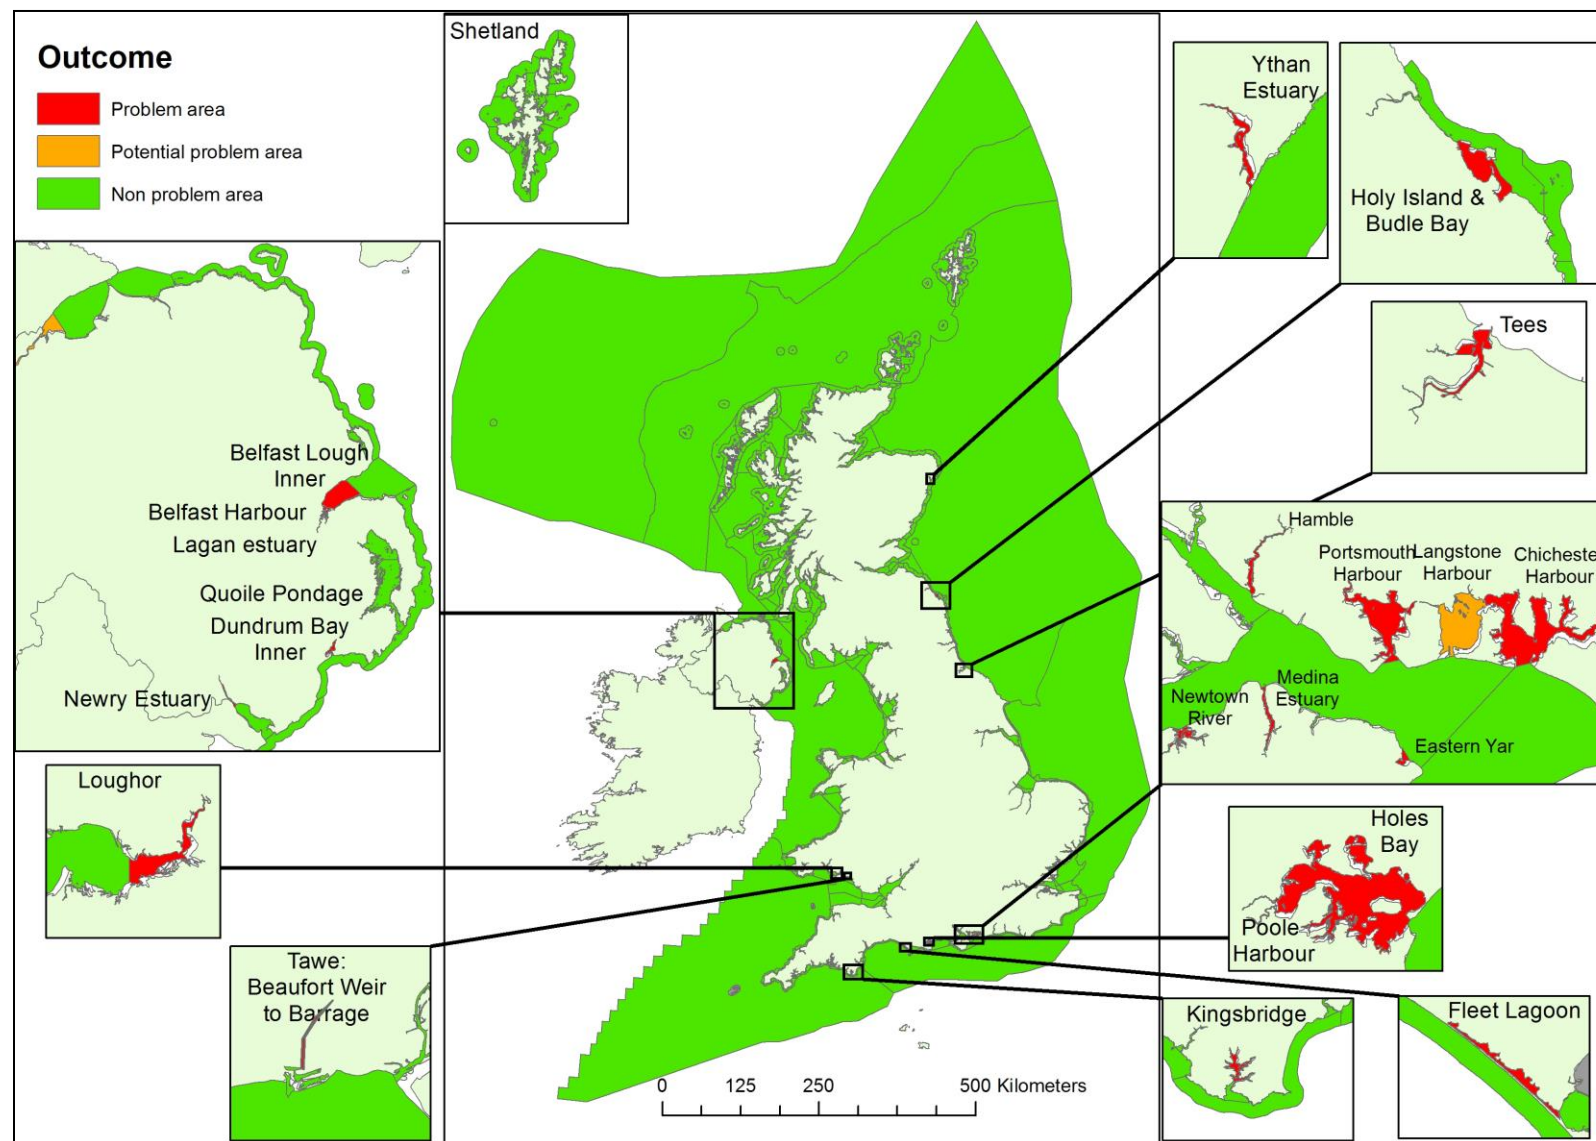 Outcome
Problem area
Potential problem area
Non problem area
Shetland
Ythan
Estuary
Holy Island &
Budle Bay
Tees
Belfast Lough
Inner
Belfast Harbour
Lagan estuary
Quoile Pondage
Dundrum Bay
Inner
Newry Estuary
Hamble
Portsmouth
Harbour
Langstone
Harbour
Chicheste
Harbour
Medina
Estuary
Newtown
River
Eastern Yar
Loughor
Holes
Bay
Poole
Harbour
Tawe:
Beaufort Weir
to Barrage
Kingsbridge
Fleet Lagoon
0 125 250 500 Kilometers